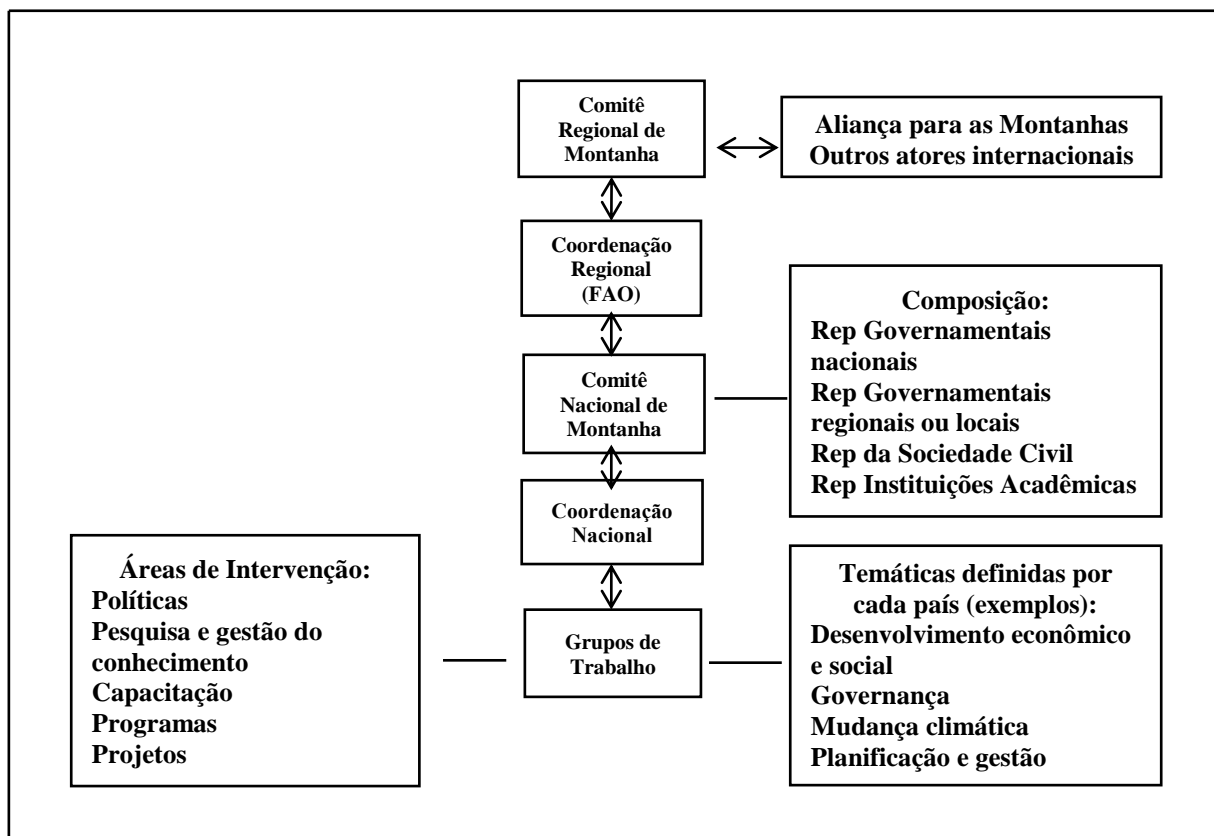 Comitê
Regional de
Montanha
Aliança para as Montanhas
Outros atores internacionais
Coordenação
Regional
(FAO)
Composição:
Rep Governamentais
nacionais
Rep Governamentais
regionais ou locais
Rep da Sociedade Civil
Rep Instituições Acadêmicas
Comitê
Nacional de
Montanha
Coordenação
Nacional
Áreas de Intervenção:
Políticas
Pesquisa e gestão do
conhecimento
Capacitação
Programas
Projetos
Grupos de
Trabalho
Temáticas definidas por
cada país (exemplos):
Desenvolvimento econômico
e social
Governança
Mudança climática
Planificação e gestão